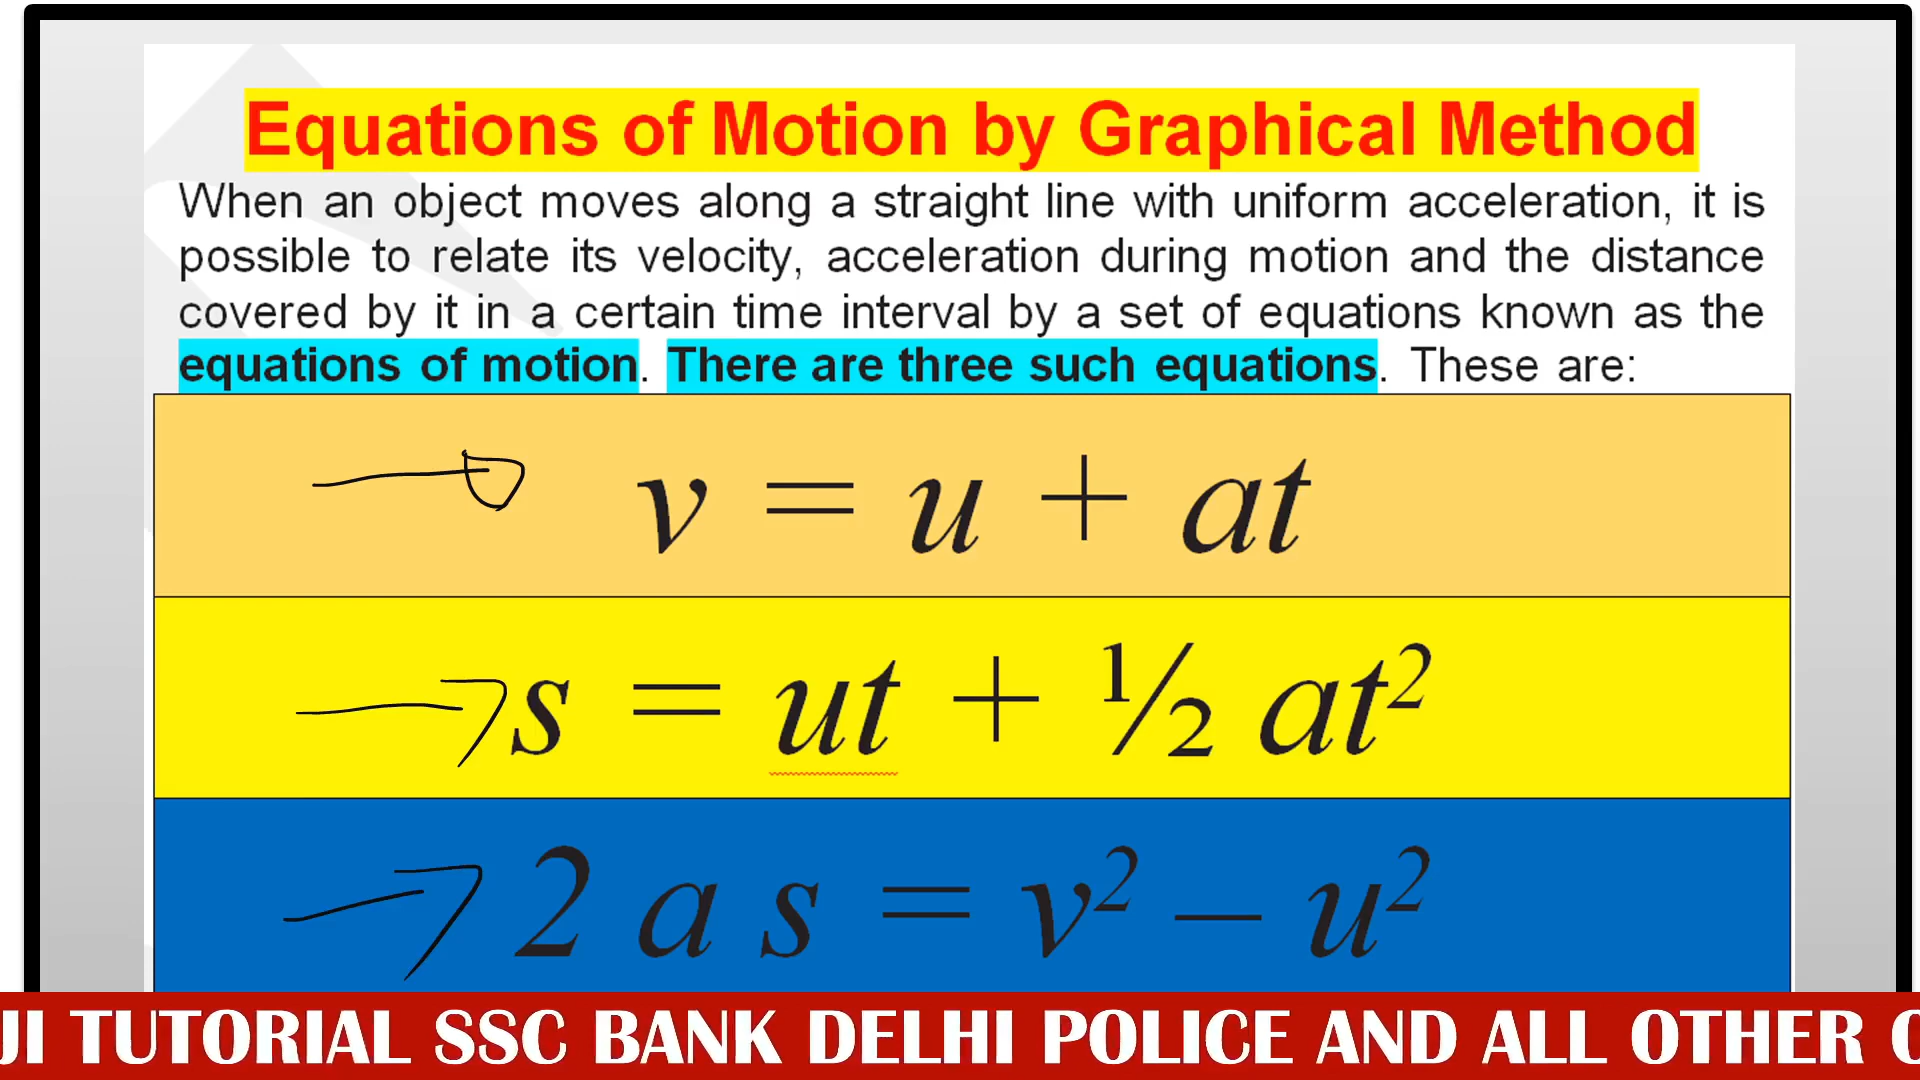 Equations of Motion by Graphical Method
When an object moves along a straight line with uniform acceleration, it is
possible to relate its velocity, acceleration during motion and the distance
covered by it in a certain time interval by a set of equations known as the
equations of motion. There are three such equations. These are:
v = u + at
s = ut + ½ at²
2 a s = v² – u²
JI TUTORIAL SSC BANK DELHI POLICE AND ALL OTHER